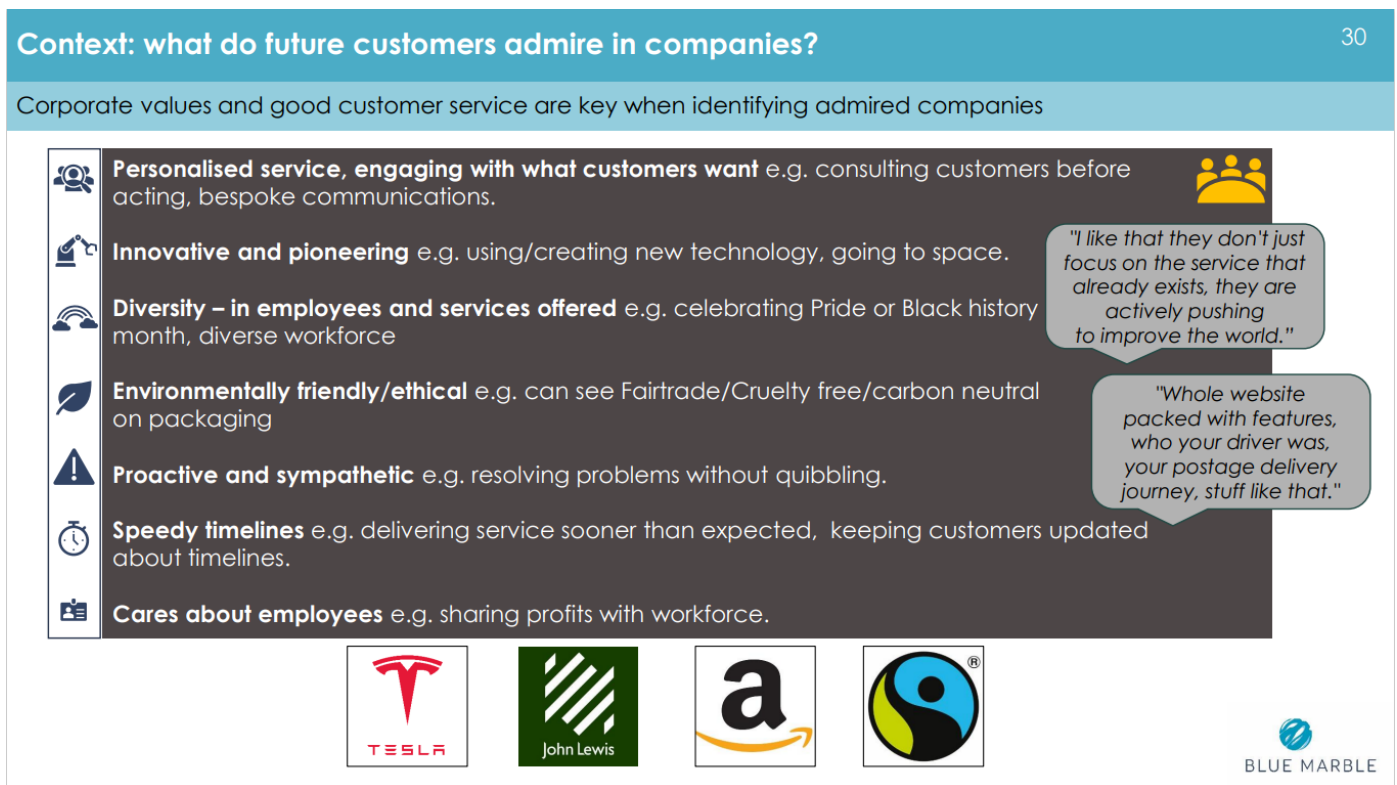 Context: what do future customers admire in companies?
30
Corporate values and good customer service are key when identifying admired companies
Personalised service, engaging with what customers want e.g. consulting customers before
acting, bespoke communications.
Innovative and pioneering e.g. using/creating new technology, going to space.
Diversity – in employees and services offered e.g. celebrating Pride or Black history
month, diverse workforce
Environmentally friendly/ethical e.g. can see Fairtrade/Cruelty free/carbon neutral
on packaging
Proactive and sympathetic e.g. resolving problems without quibbling.
Speedy timelines e.g. delivering service sooner than expected,  keeping customers updated
about timelines.
Cares about employees e.g. sharing profits with workforce.
"I like that they don't just
focus on the service that
already exists, they are
actively pushing
to improve the world."
"Whole website
packed with features,
who your driver was,
your postage delivery
journey, stuff like that."
TESLA
John Lewis
a
®
BLUE MARBLE